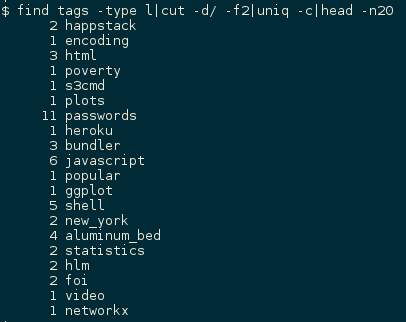 $ find tags -type l|cut -d/ -f2|uniq -c|head -n20
2 happstack
1 encoding
3 html
1 poverty
1 s3cmd
1 plots
11 passwords
1 heroku
3 bundler
6 javascript
1 popular
1 ggplot
5 shell
2 new_york
4 aluminum_bed
2 statistics
2 hlm
2 foi
1 video
1 networkx